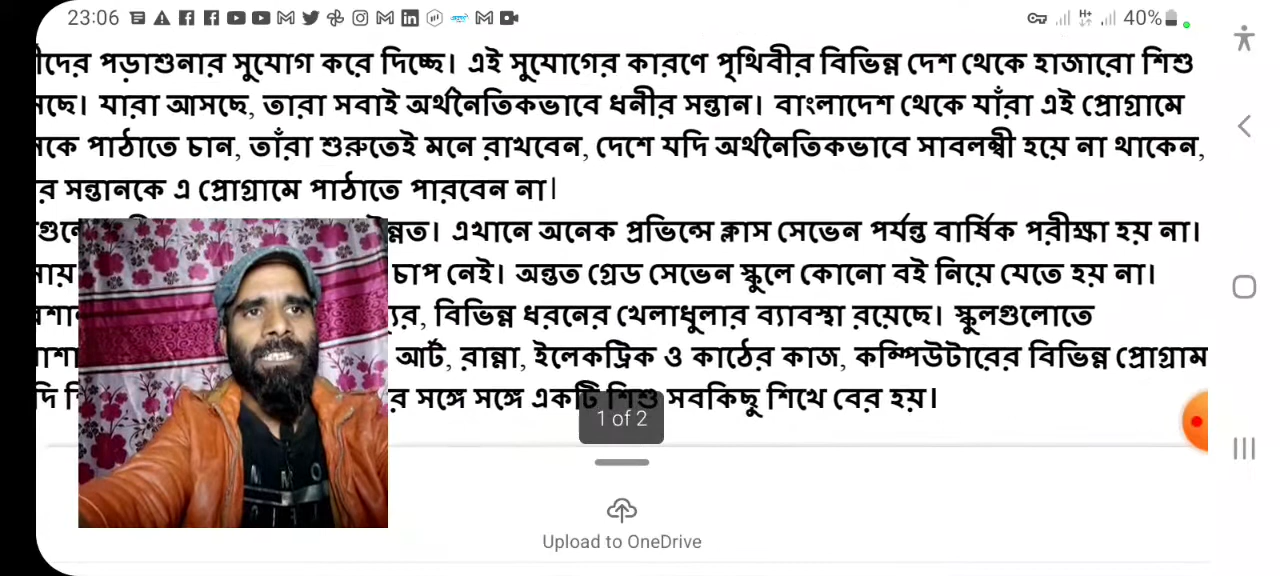 23:06
40%
পড়াশুনার সুযোগ করে দিচ্ছে। এই সুযোগের কারণে পৃথিবীর বিভিন্ন দেশ থেকে হাজারো শিশু
যারা আসছে, তারা সবাই অর্থনৈতিকভাবে ধনীর সন্তান। বাংলাদেশ থেকে যাঁরা এই প্রোগ্রামে
পাঠাতে চান, তাঁরা শুরুতেই মনে রাখবেন, দেশে যদি অর্থনৈতিকভাবে সাবলম্বী হয়ে না থাকেন,
সন্তানকে এ প্রোগ্রামে পাঠাতে পারবেন না।
এখানে অনেক প্রভিন্সে ক্লাস সেভেন পর্যন্ত বার্ষিক পরীক্ষা হয় না।
চাপ নেই। অন্তত গ্রেড সেভেন স্কুলে কোনো বই নিয়ে যেতে হয় না।
বিভিন্ন ধরনের খেলাধুলার ব্যাবস্থা রয়েছে। স্কুলগুলোতে
আর্ট, রান্না, ইলেকট্রিক ও কাঠের কাজ, কম্পিউটারের বিভিন্ন প্রোগ্রাম
সঙ্গে সঙ্গে একটি শিশু সবকিছু শিখে বের হয়।
1 of 2
Upload to OneDrive